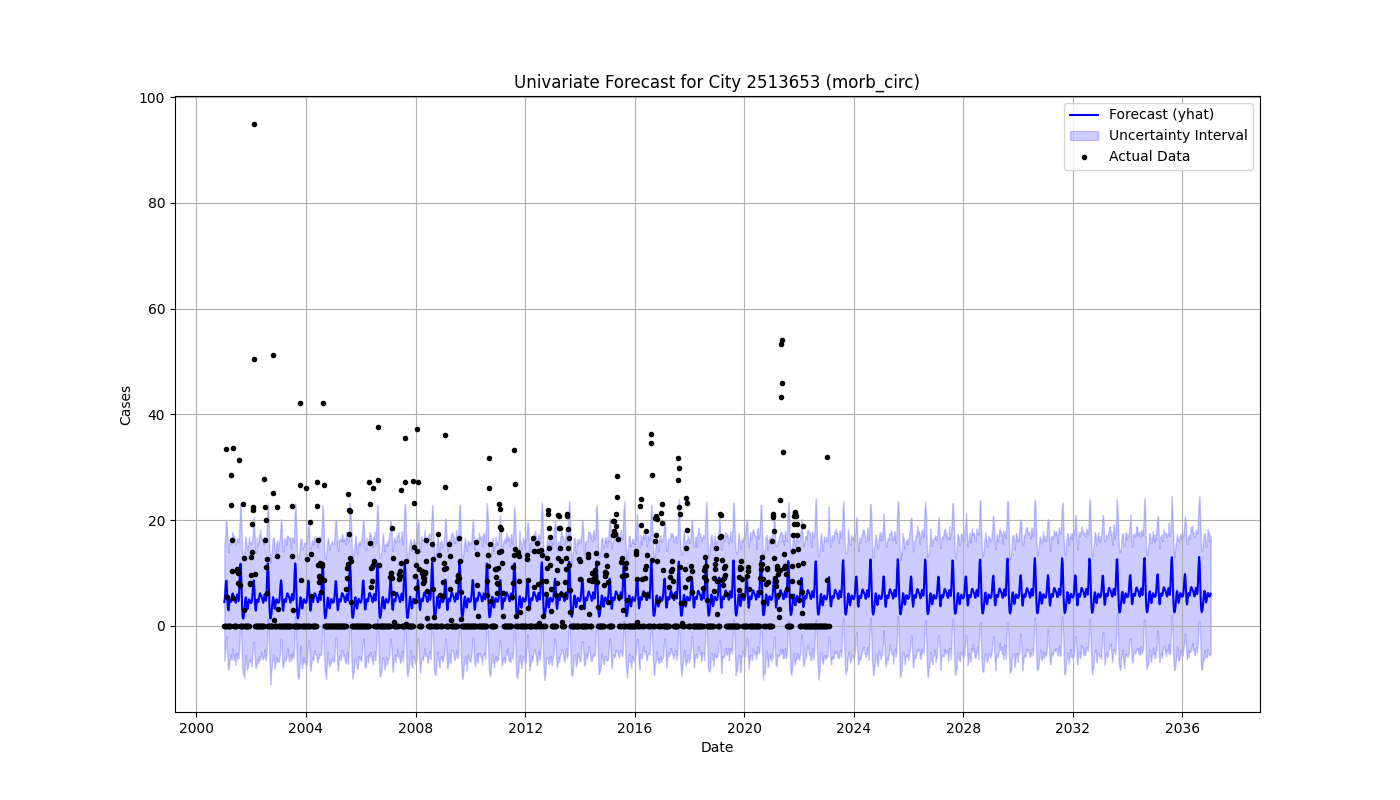 Univariate Forecast for City 2513653 (morb_circ)
Forecast (yhat)
Uncertainty Interval
Actual Data
100
80
60
40
20
0
Cases
2000 2004 2008 2012 2016 2020 2024 2028 2032 2036
Date